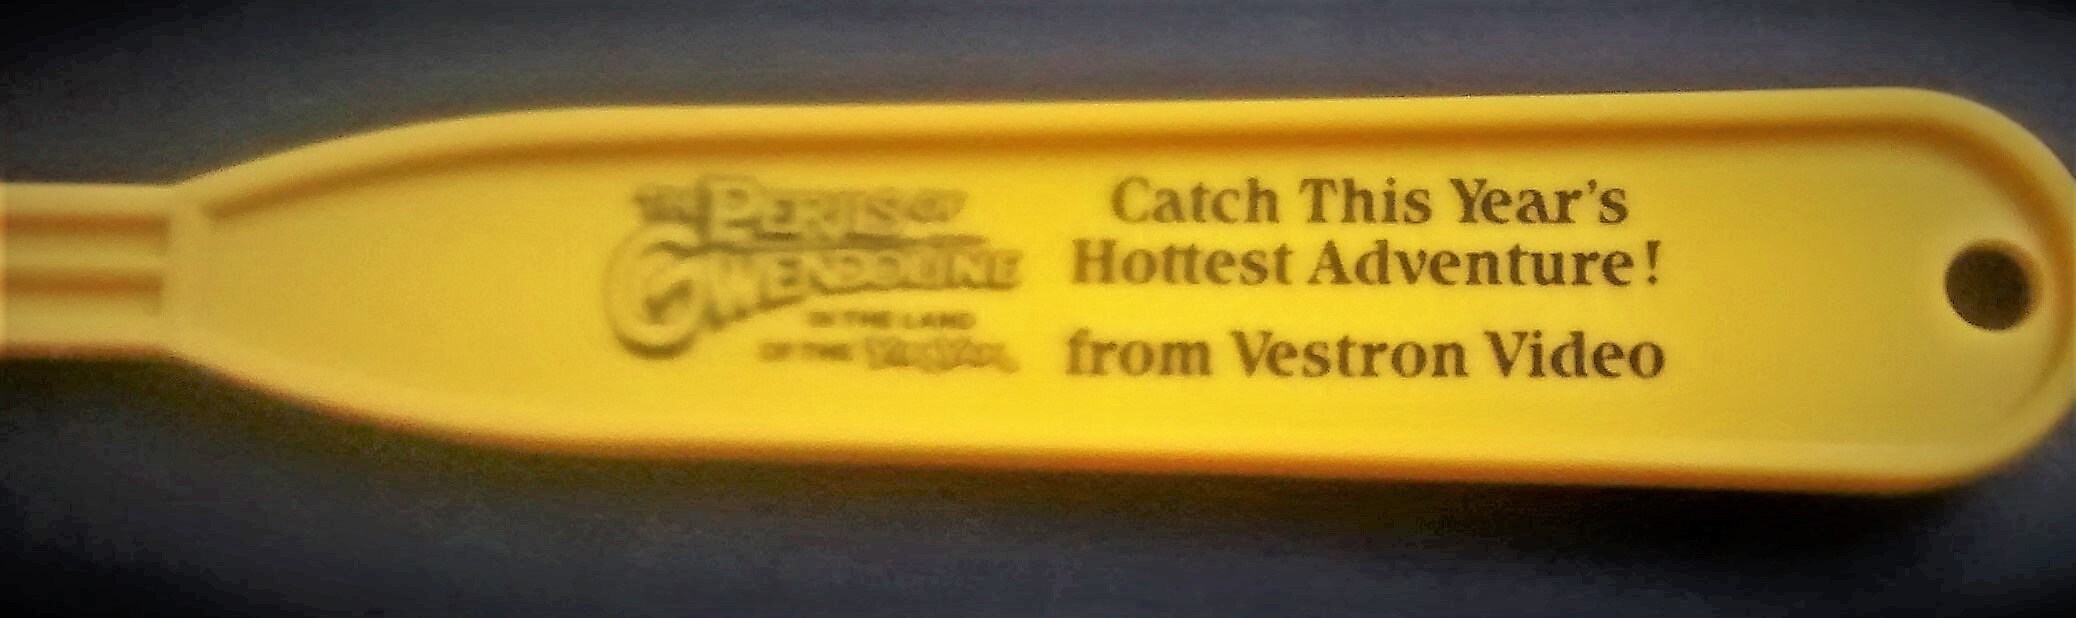 THE PERILS OF
GWENDOLINE
IN THE LAND
OF THE YIK YAK
Catch This Year's
Hottest Adventure!
from Vestron Video